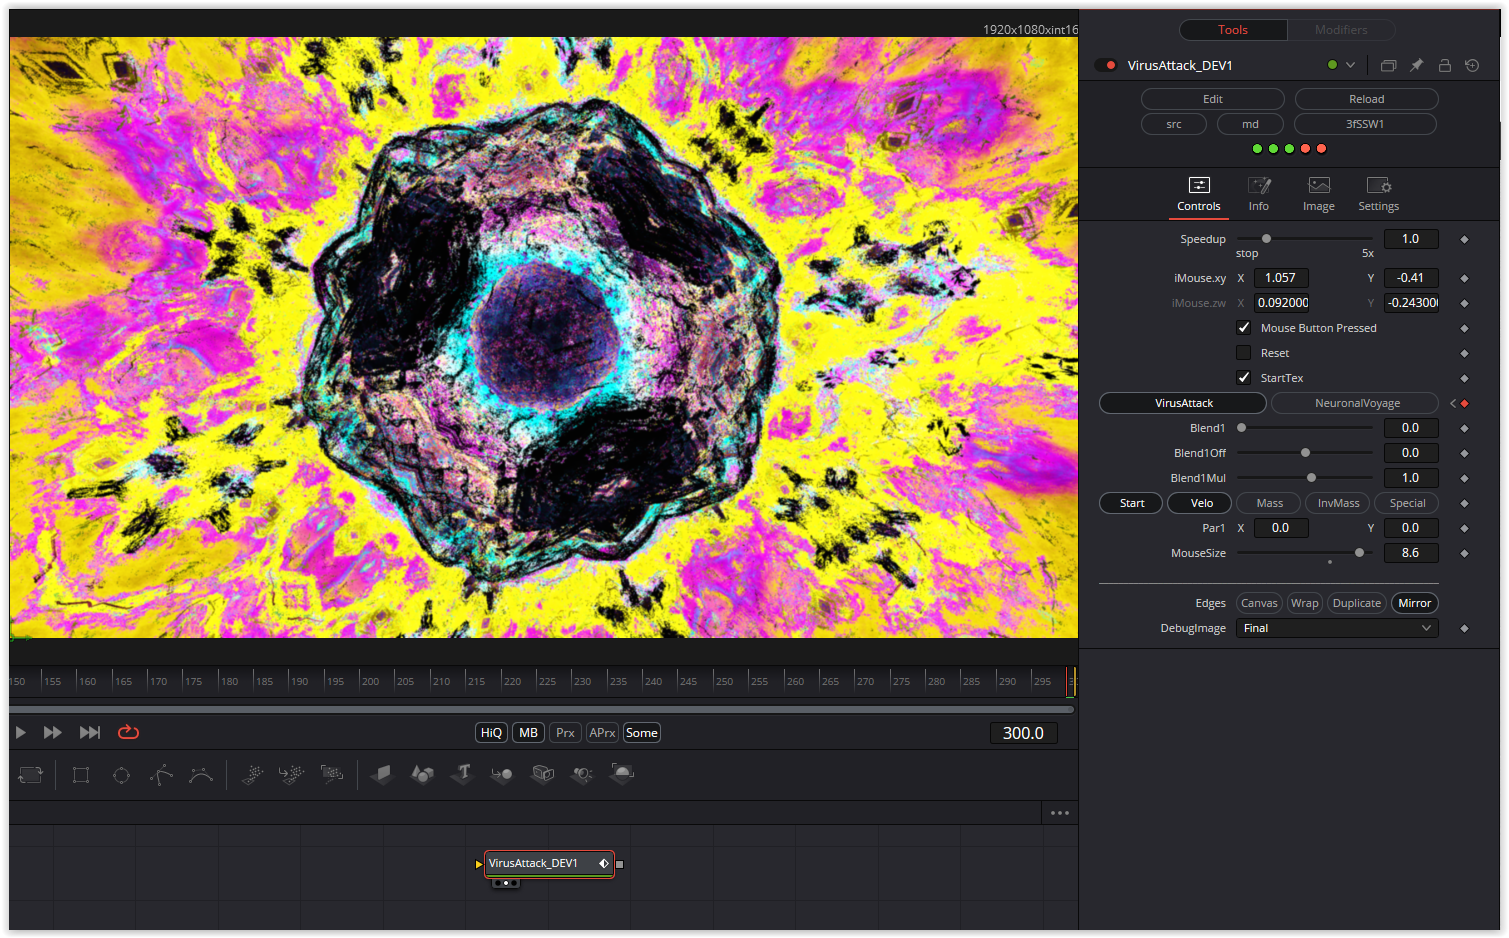 1920x1080xint16
Tools Modifiers
VirusAttack_DEV1
Edit Reload
src md 3fSSW1
Controls Info Image Settings
Speedup 1.0
stop 5x
iMouse.xy X 1.057 Y -0.41
iMouse.zw X 0.092000 Y -0.24300
Mouse Button Pressed
Reset
StartTex
VirusAttack NeuronalVoyage
Blend1 0.0
Blend1Off 0.0
Blend1Mul 1.0
Start Velo Mass InvMass Special
Par1 X 0.0 Y 0.0
MouseSize 8.6
Edges Canvas Wrap Duplicate Mirror
DebugImage Final
150 155 160 165 170 175 180 185 190 195 200 205 210 215 220 225 230 235 240 245 250 255 260 265 270 275 280 285 290 295
HiQ MB Prx APrx Some 300.0
VirusAttack_DEV1